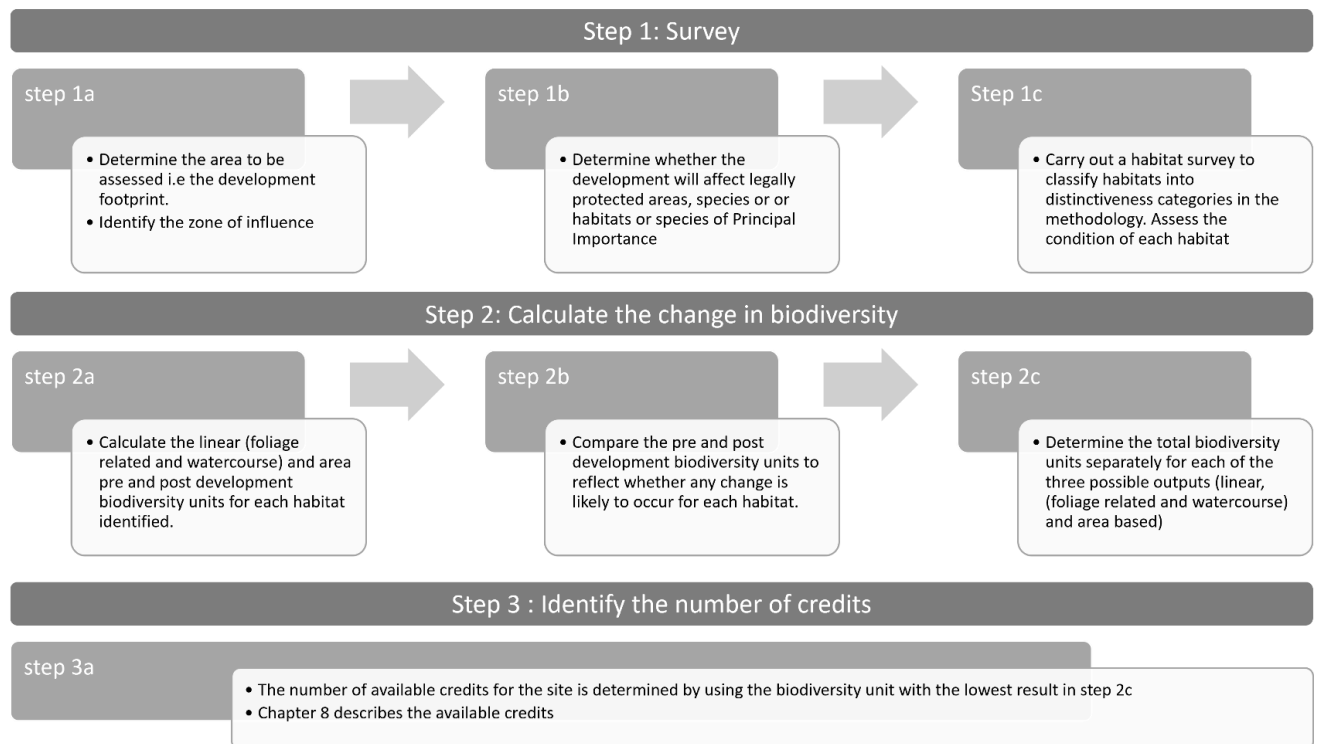 Step 1: Survey
step 1a
• Determine the area to be
assessed i.e the development
footprint.
• Identify the zone of influence
step 1b
• Determine whether the
development will affect legally
protected areas, species or or
habitats or species of Principal
Importance
Step 1c
• Carry out a habitat survey to
classify habitats into
distinctiveness categories in the
methodology. Assess the
condition of each habitat
Step 2: Calculate the change in biodiversity
step 2a
• Calculate the linear (foliage
related and watercourse) and area
pre and post development
biodiversity units for each habitat
identified.
step 2b
• Compare the pre and post
development biodiversity units to
reflect whether any change is
likely to occur for each habitat.
step 2c
• Determine the total biodiversity
units separately for each of the
three possible outputs (linear,
(foliage related and watercourse)
and area based)
Step 3 : Identify the number of credits
step 3a
• The number of available credits for the site is determined by using the biodiversity unit with the lowest result in step 2c
• Chapter 8 describes the available credits